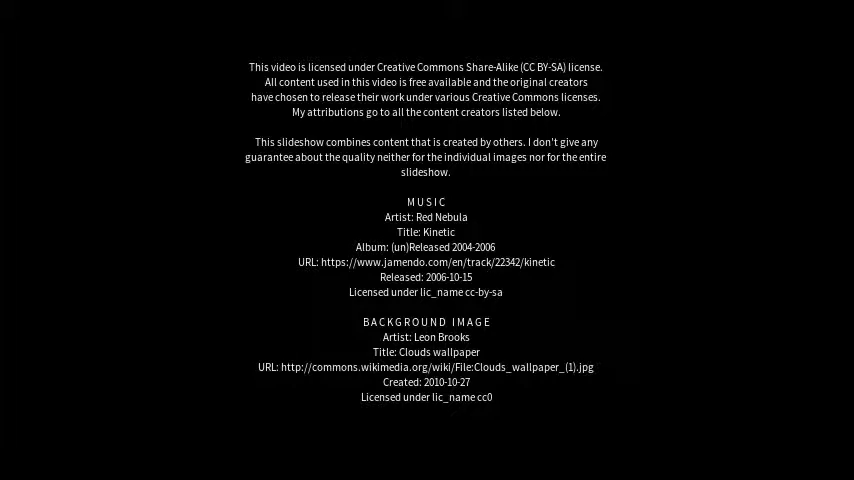 This video is licensed under Creative Commons Share-Alike (CC BY-SA) license.
All content used in this video is free available and the original creators
have chosen to release their work under various Creative Commons licenses.
My attributions go to all the content creators listed below.
This slideshow combines content that is created by others. I don't give any
guarantee about the quality neither for the individual images nor for the entire
slideshow.
M U S I C
Artist: Red Nebula
Title: Kinetic
Album: (un)Released 2004-2006
URL: https://www.jamendo.com/en/track/22342/kinetic
Released: 2006-10-15
Licensed under lic_name cc-by-sa
B A C K G R O U N D   I M A G E
Artist: Leon Brooks
Title: Clouds wallpaper
URL: http://commons.wikimedia.org/wiki/File:Clouds_wallpaper_(1).jpg
Created: 2010-10-27
Licensed under lic_name cc0